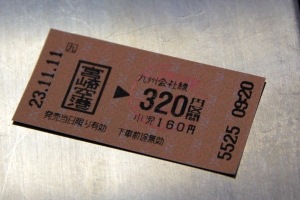 23.11.11
九
宮崎空港
九州会社線
▶320円区間
小児160円
発売当日限り有効 下車前途無効
5525 0920